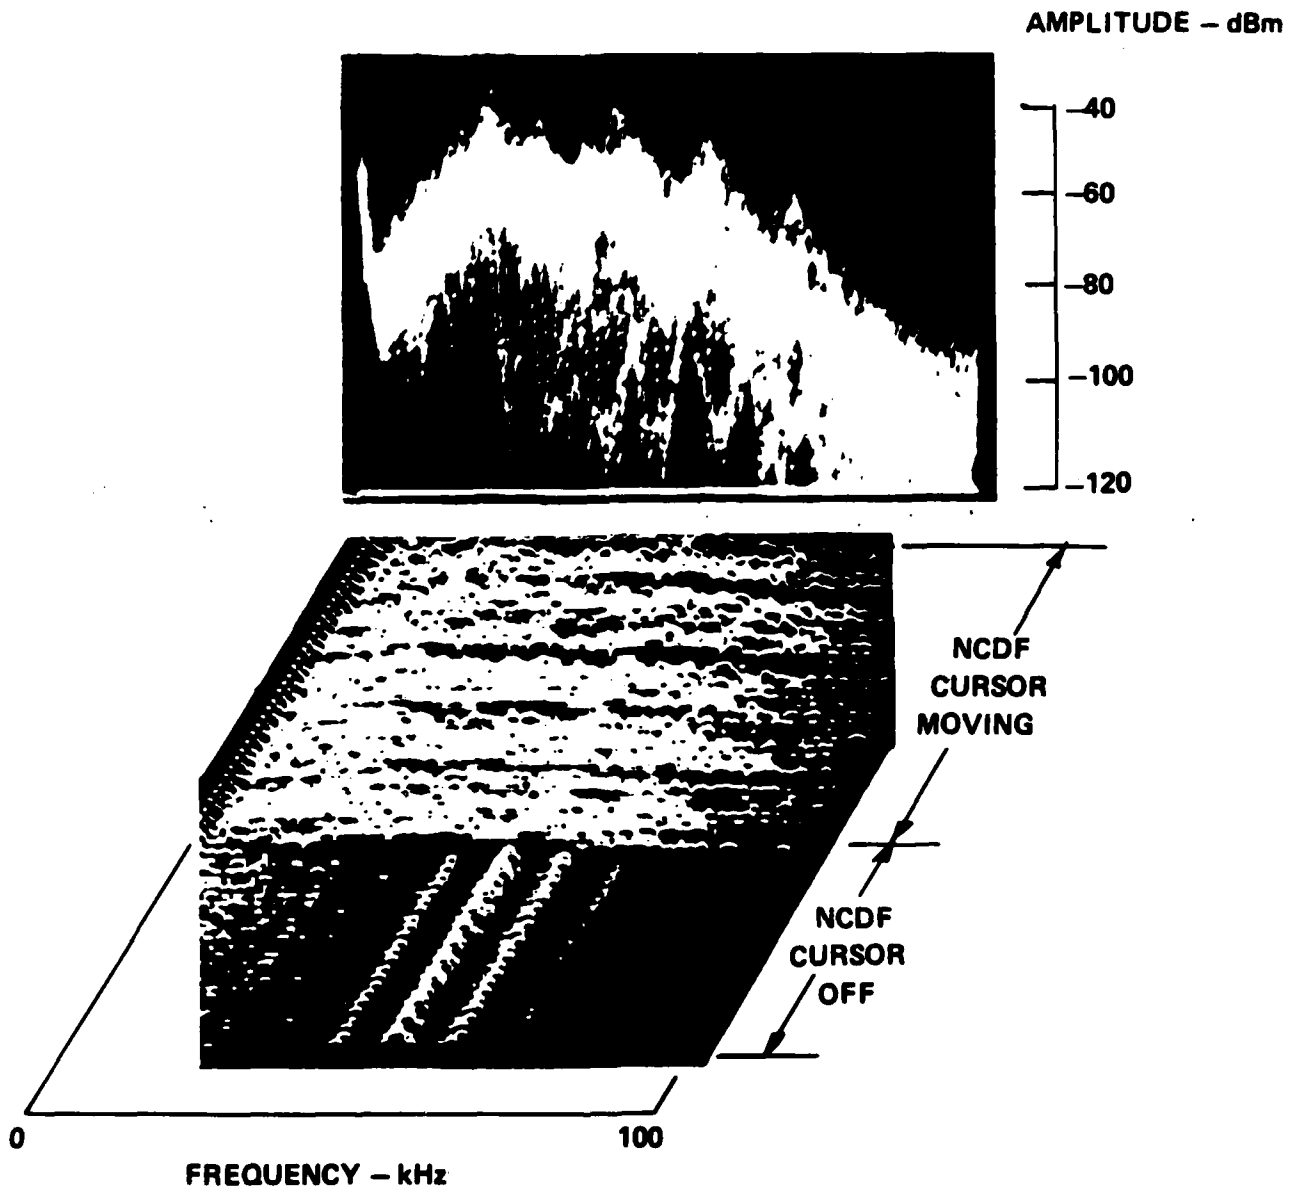 AMPLITUDE – dBm
–40
–60
–80
–100
–120
NCDF
CURSOR
MOVING
NCDF
CURSOR
OFF
0
100
FREQUENCY – kHz